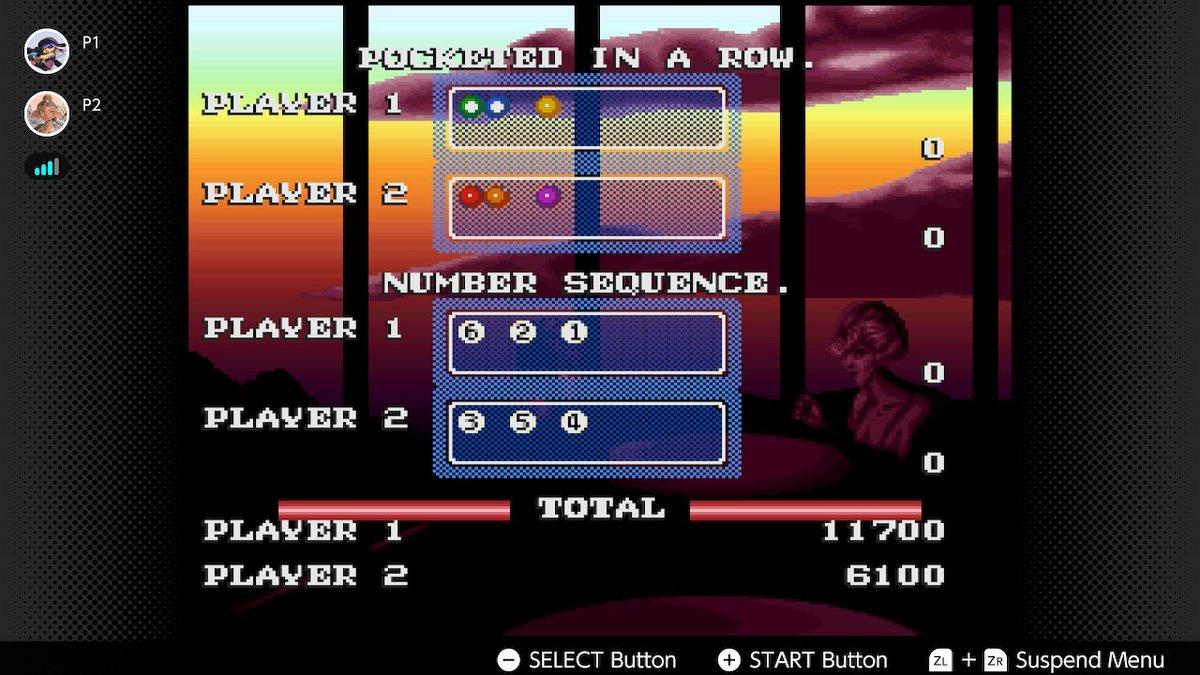 P1
P2
POCKETED IN A ROW.
PLAYER 1
0
PLAYER 2
0
NUMBER SEQUENCE.
PLAYER 1 6 2 1
0
PLAYER 2 3 5 4
0
TOTAL
PLAYER 1 11700
PLAYER 2 6100
− SELECT Button + START Button ZL + ZR Suspend Menu